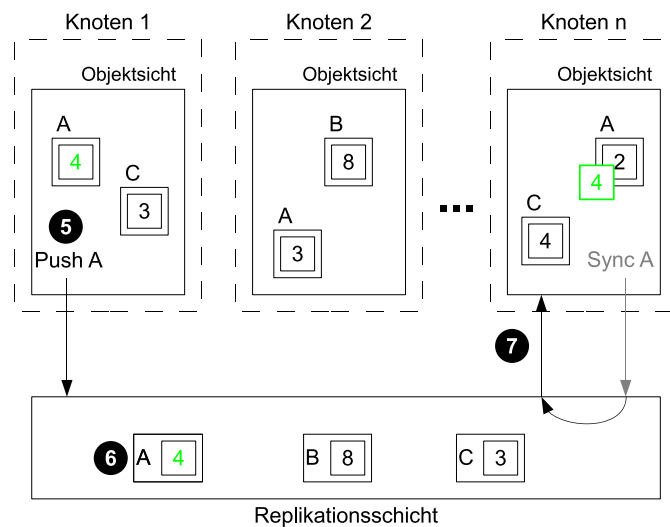 Knoten 1
Knoten 2
Knoten n
Objektsicht
Objektsicht
Objektsicht
A
4
C
3
5
Push A
B
8
A
3
A
2
4
C
4
Sync A
7
6
A
4
B
8
C
3
Replikationsschicht